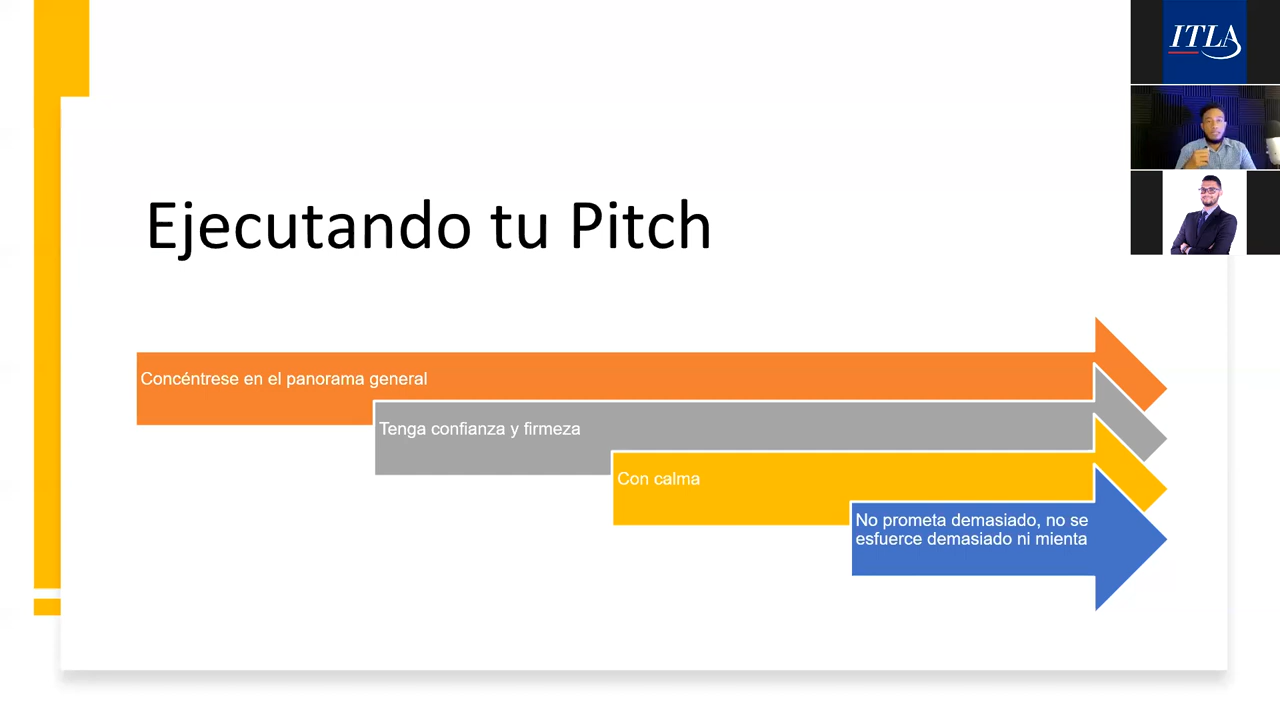 ITLA
Ejecutando tu Pitch
Concéntrese en el panorama general
Tenga confianza y firmeza
Con calma
No prometa demasiado, no se
esfuerce demasiado ni mienta